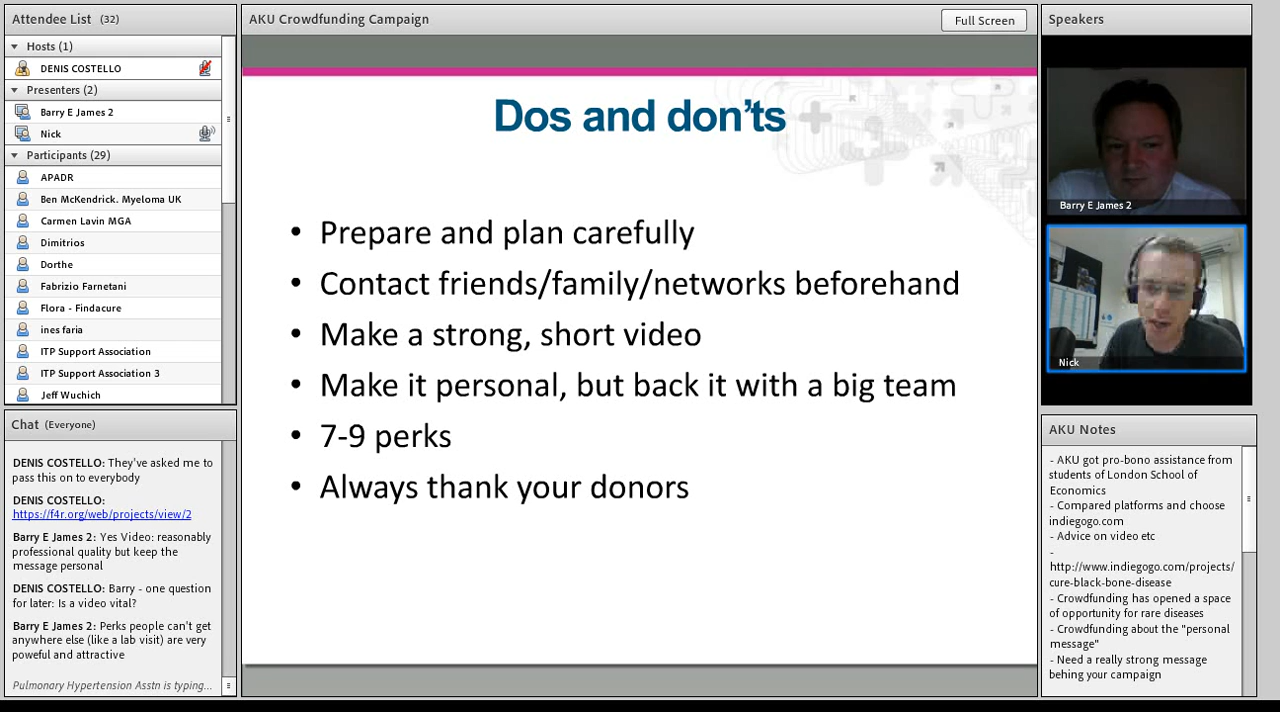 Attendee List (32)
Hosts (1)
DENIS COSTELLO
Presenters (2)
Barry E James 2
Nick
Participants (29)
APADR
Ben McKendrick. Myeloma UK
Carmen Lavin MGA
Dimitrios
Dorthe
Fabrizio Farnetani
Flora - Findacure
ines faria
ITP Support Association
ITP Support Association 3
Jeff Wuchich
Chat (Everyone)
DENIS COSTELLO: They've asked me to
pass this on to everybody
DENIS COSTELLO:
https://f4r.org/web/projects/view/2
Barry E James 2: Yes Video: reasonably
professional quality but keep the
message personal
DENIS COSTELLO: Barry - one question
for later: Is a video vital?
Barry E James 2: Perks people can't get
anywhere else (like a lab visit) are very
poweful and attractive
Pulmonary Hypertension Asstn is typing...
AKU Crowdfunding Campaign
Full Screen
Dos and don'ts
• Prepare and plan carefully
• Contact friends/family/networks beforehand
• Make a strong, short video
• Make it personal, but back it with a big team
• 7-9 perks
• Always thank your donors
Speakers
Barry E James 2
Nick
AKU Notes
- AKU got pro-bono assistance from
students of London School of
Economics
- Compared platforms and choose
indiegogo.com
- Advice on video etc
-
http://www.indiegogo.com/projects/
cure-black-bone-disease
- Crowdfunding has opened a space
of opportunity for rare diseases
- Crowdfunding about the "personal
message"
- Need a really strong message
behing your campaign